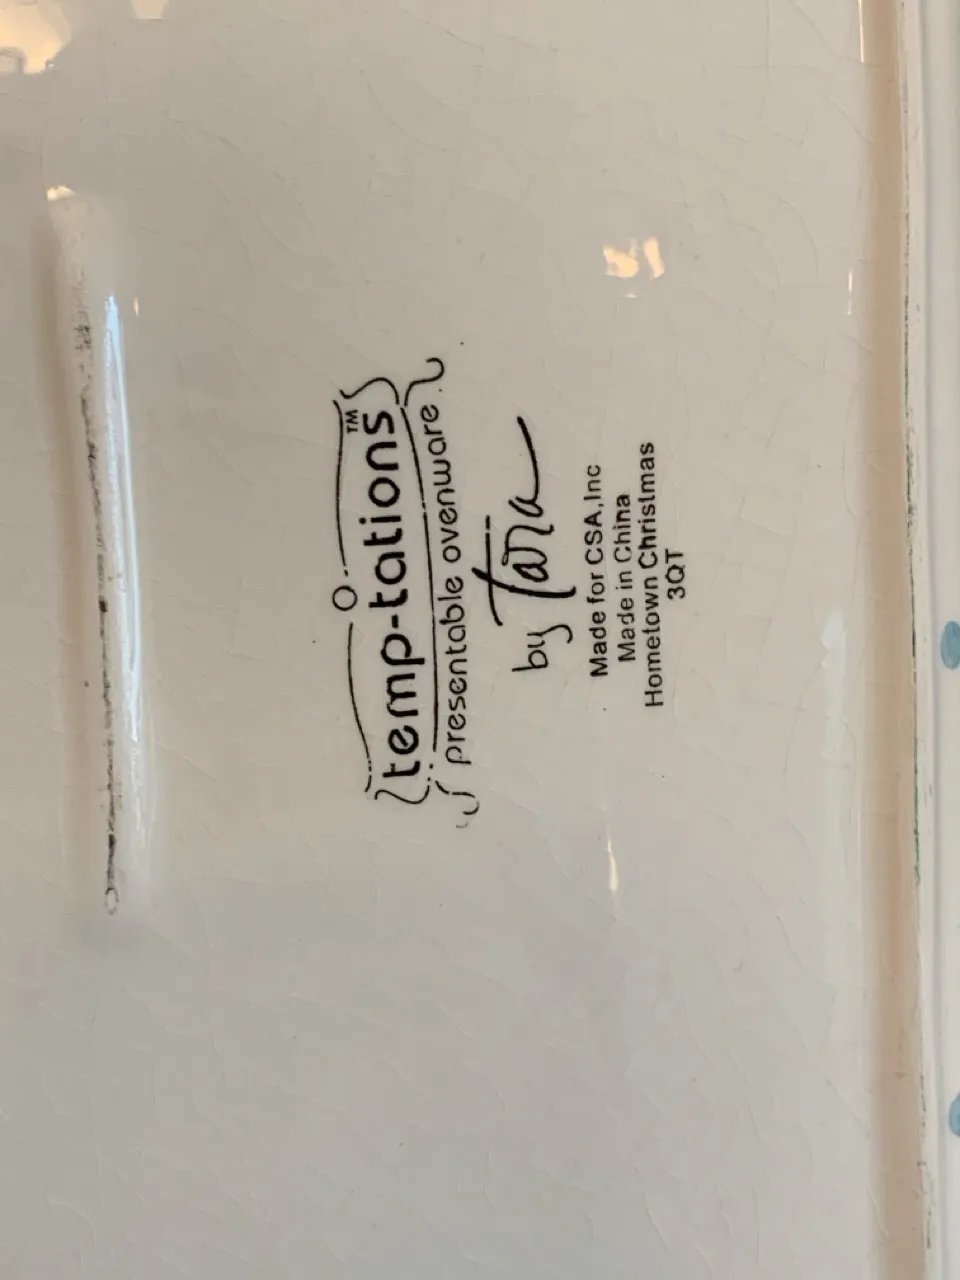 temp-tations™
presentable ovenware
by Tara
Made for CSA,Inc
Made in China
Hometown Christmas
3QT